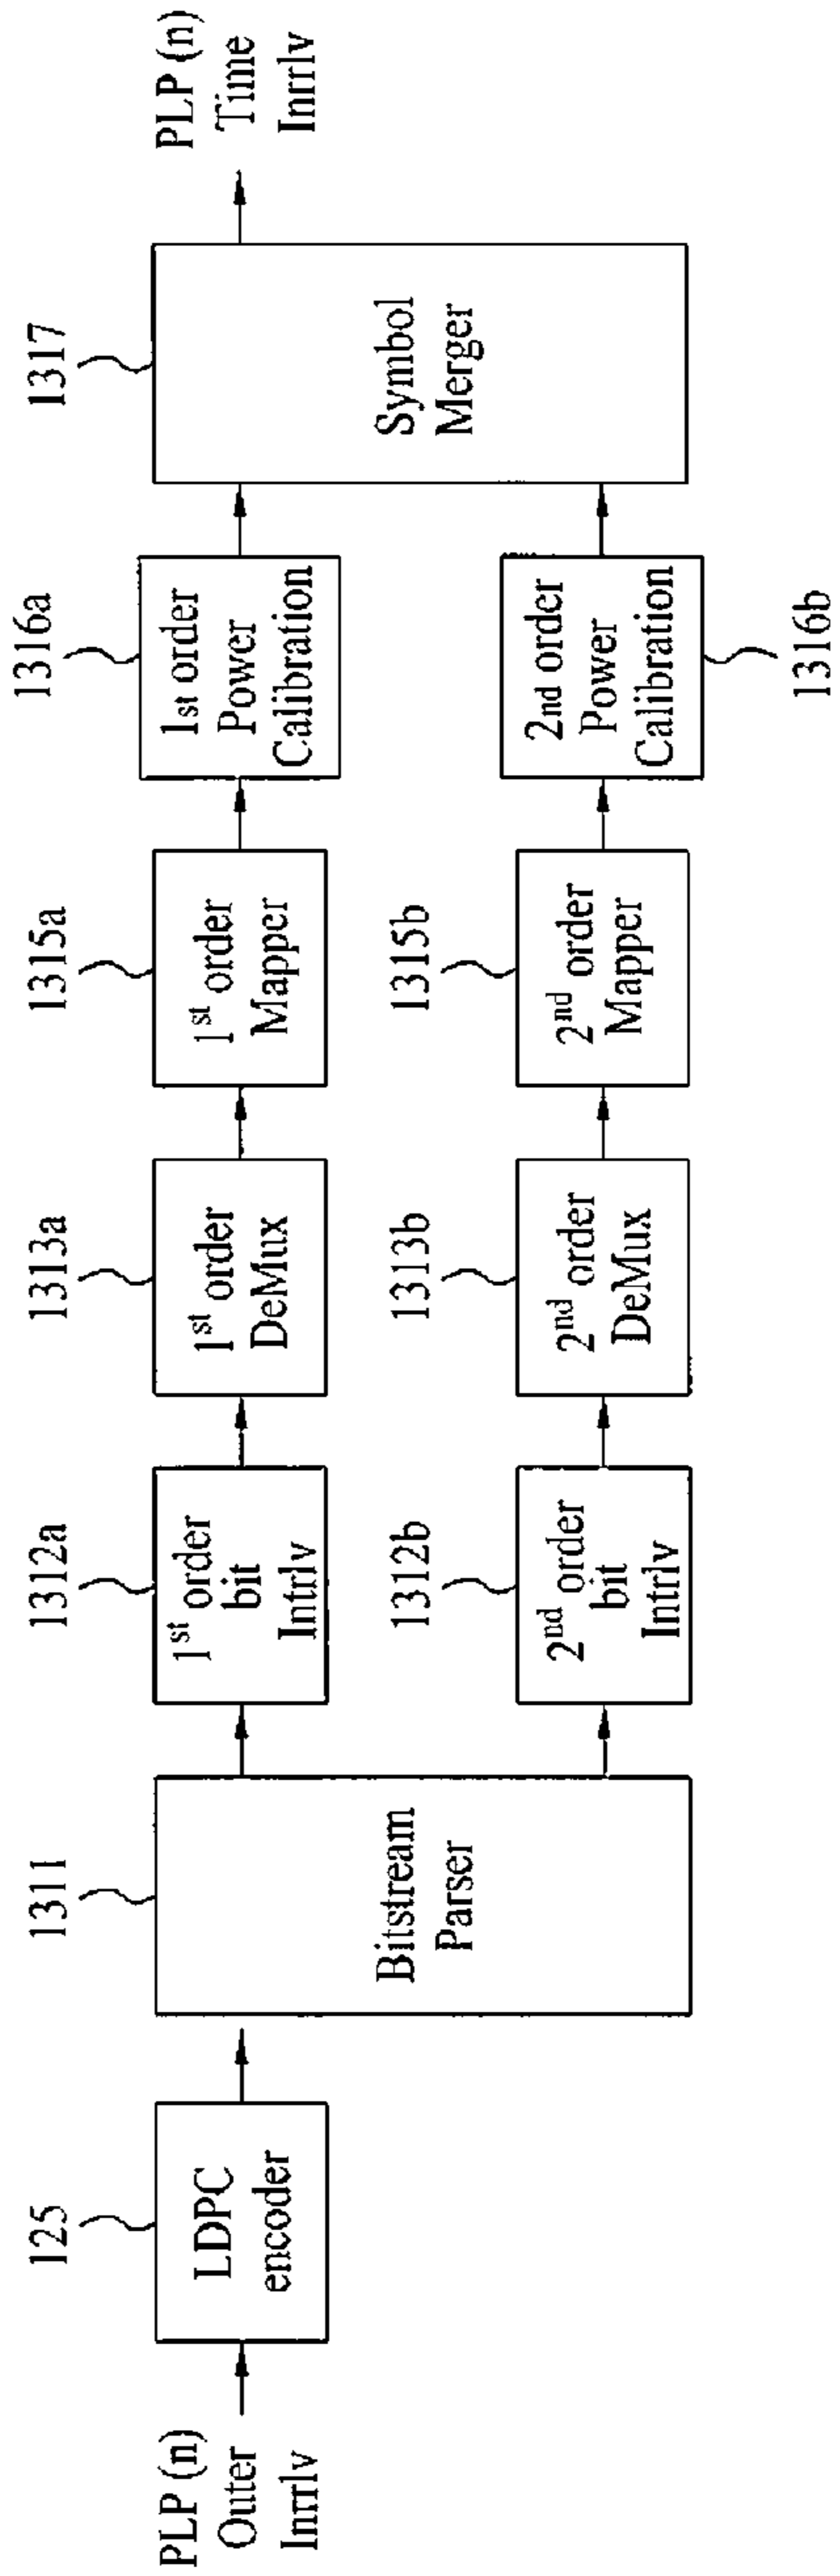 PLP (n)
Outer
Inrrlv
125
LDPC
encoder
1311
Bitstream
Parser
1312a
1st order
bit
Intrlv
1313a
1st order
DeMux
1315a
1st order
Mapper
1316a
1st order
Power
Calibration
1312b
2nd order
bit
Intrlv
1313b
2nd order
DeMux
1315b
2nd order
Mapper
2nd order
Power
Calibration
1316b
1317
Symbol
Merger
PLP (n)
Time
Inrrlv